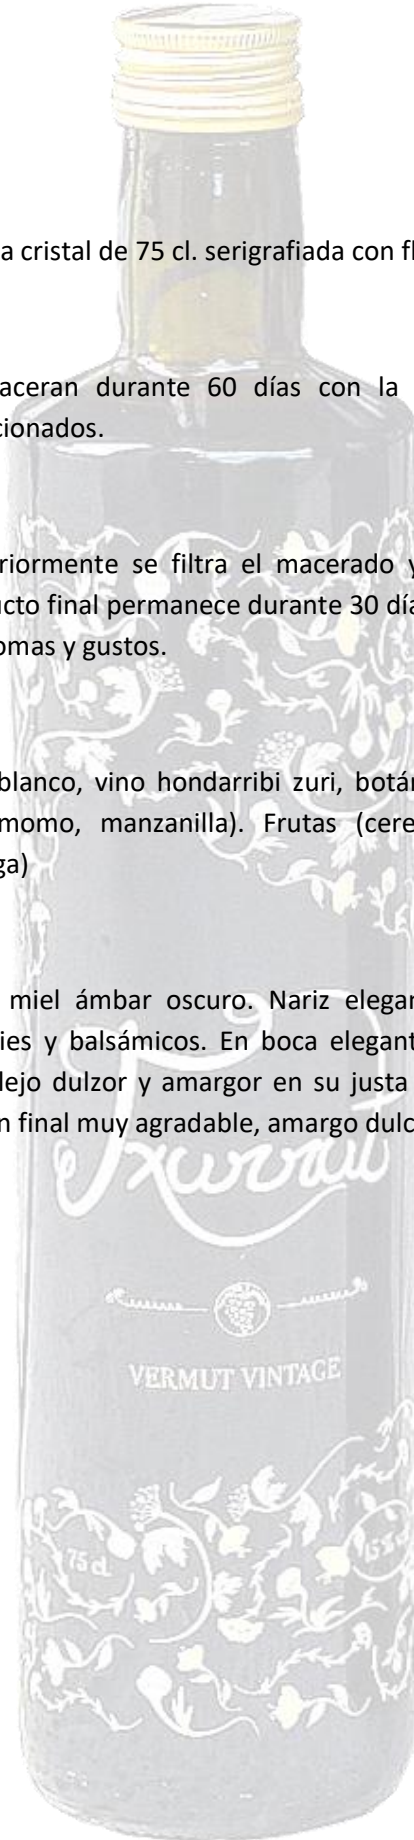 a cristal de 75 cl. serigrafiada con fl
aceran durante 60 días con la
cionados.
riormente se filtra el macerado y
ucto final permanece durante 30 día
omas y gustos.
blanco, vino hondarribi zuri, botán
momo, manzanilla). Frutas (cere
ga)
miel ámbar oscuro. Nariz elegan
ies y balsámicos. En boca elegant
lejo dulzor y amargor en su justa
n final muy agradable, amargo dulc
Txurrut
VERMUT VINTAGE
75 cl.